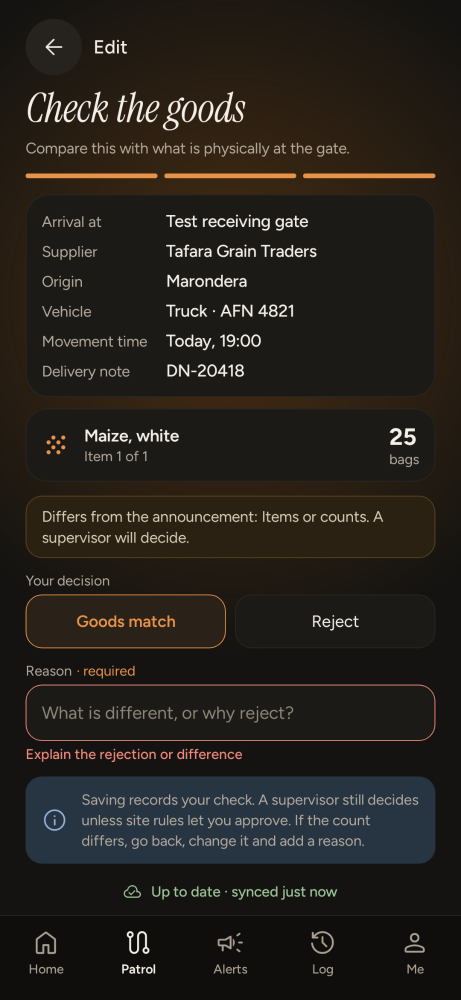 Edit
Check the goods
Compare this with what is physically at the gate.
Arrival at Test receiving gate
Supplier Tafara Grain Traders
Origin Marondera
Vehicle Truck · AFN 4821
Movement time Today, 19:00
Delivery note DN-20418
Maize, white 25
Item 1 of 1 bags
Differs from the announcement: Items or counts. A
supervisor will decide.
Your decision
Goods match Reject
Reason · required
What is different, or why reject?
Explain the rejection or difference
Saving records your check. A supervisor still decides
unless site rules let you approve. If the count
differs, go back, change it and add a reason.
Up to date · synced just now
Home Patrol Alerts Log Me